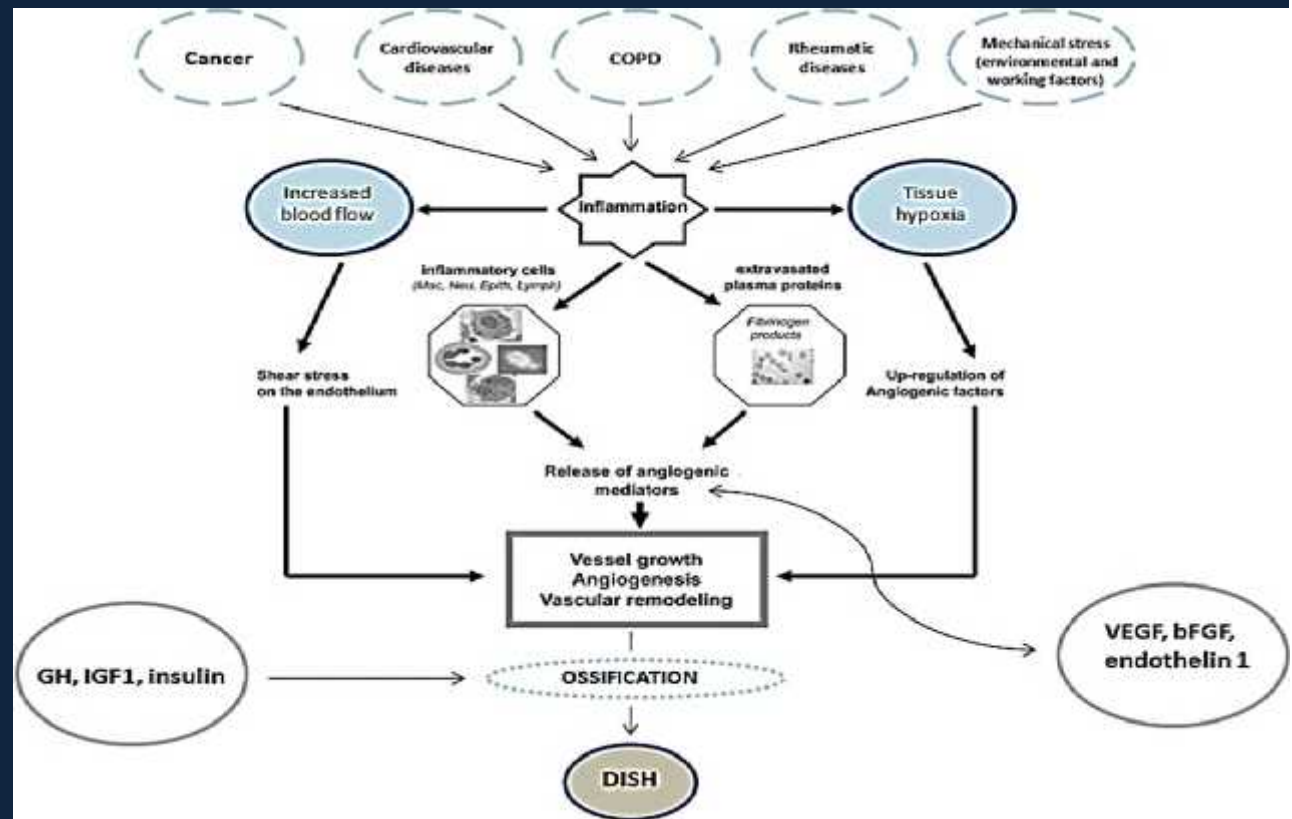 Cancer
Cardiovascular
diseases
COPD
Rheumatic
diseases
Mechanical stress
(environmental and
working factors)
Increased
blood flow
Inflammation
Tissue
hypoxia
inflammatory cells
(Mac, Neu, Epith, Lymph)
extravasated
plasma proteins
Fibrinogen
products
Shear stress
on the endothelium
Up-regulation of
Angiogenic factors
Release of angiogenic
mediators
Vessel growth
Angiogenesis
Vascular remodeling
VEGF, bFGF,
endothelin 1
GH, IGF1, insulin
OSSIFICATION
DISH